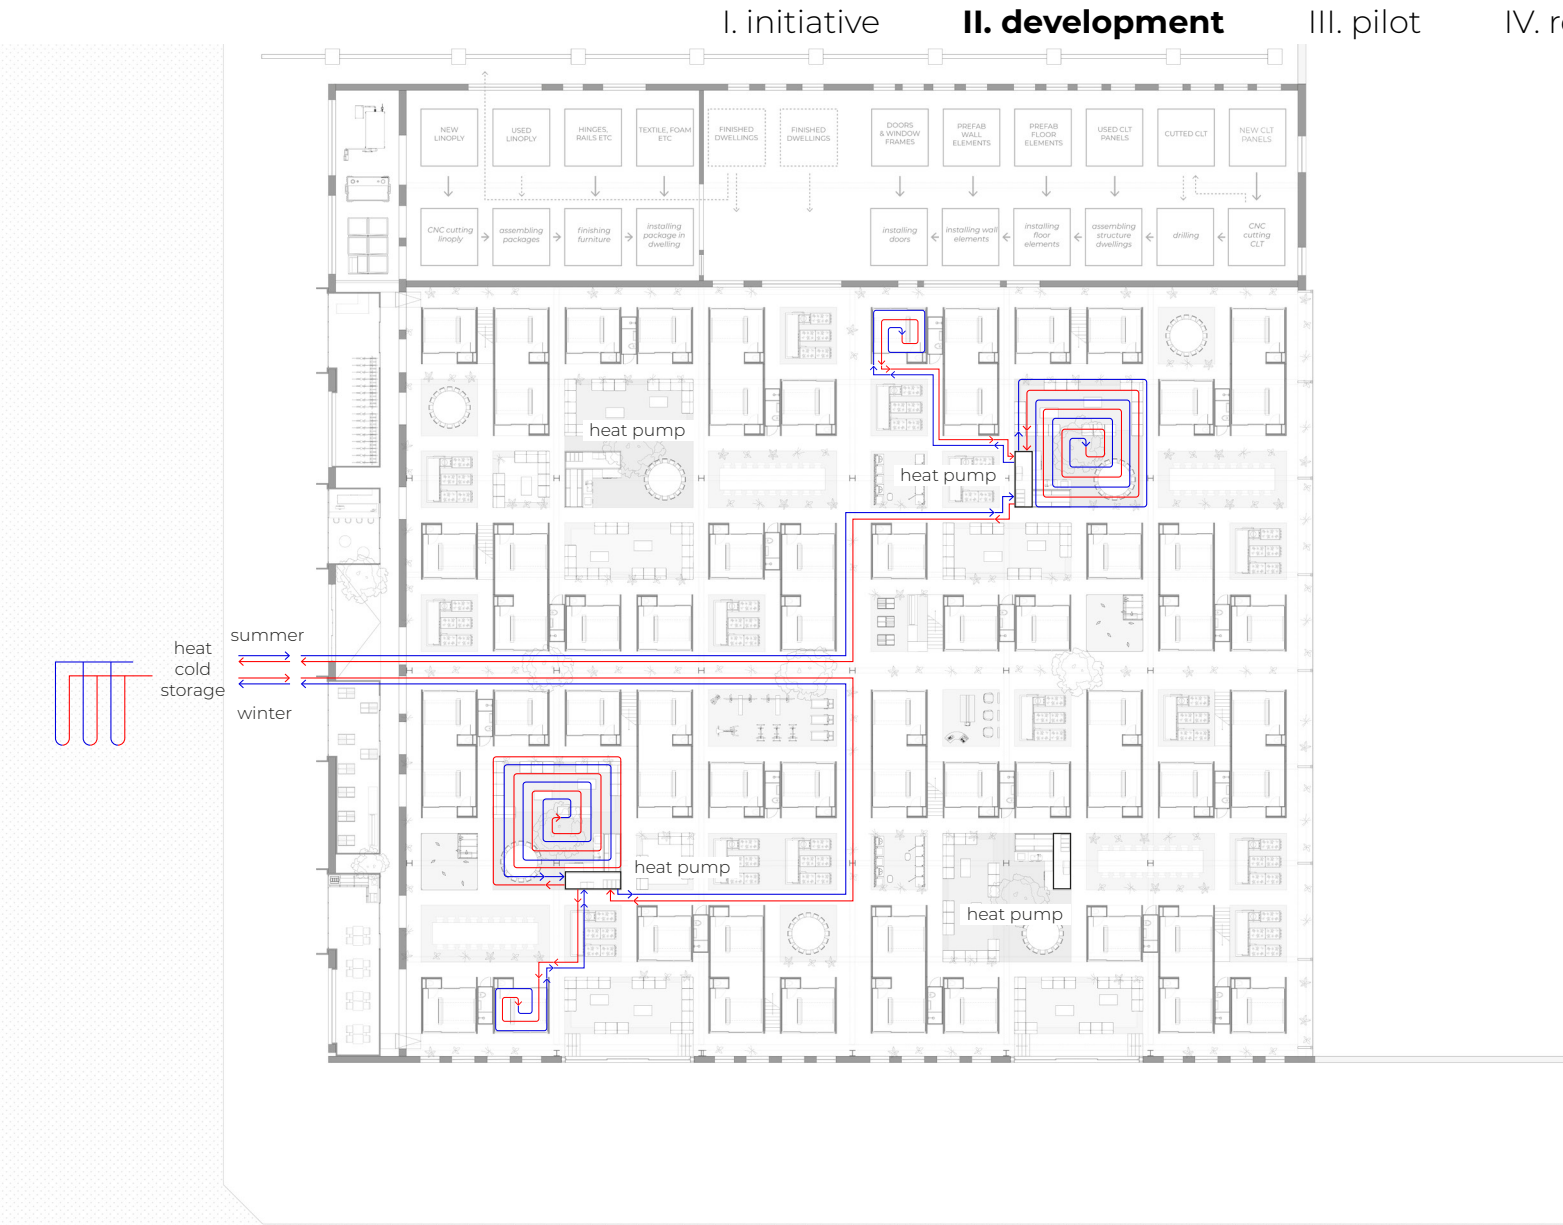 I. initiative
II. development
III. pilot
IV. r
NEW
LINOPLY
USED
LINOPLY
HINGES,
RAILS ETC
TEXTILE, FOAM
ETC
FINISHED
DWELLINGS
FINISHED
DWELLINGS
DOORS
& WINDOW
FRAMES
PREFAB
WALL
ELEMENTS
PREFAB
FLOOR
ELEMENTS
USED CLT
PANELS
CUTTED CLT
NEW CLT
PANELS
CNC cutting
linoply
assembling
packages
finishing
furniture
installing
package in
dwelling
installing
doors
installing wall
elements
installing
floor
elements
assembling
structure
dwellings
drilling
CNC
cutting
CLT
heat pump
heat pump
summer
heat
cold
storage
winter
heat pump
heat pump